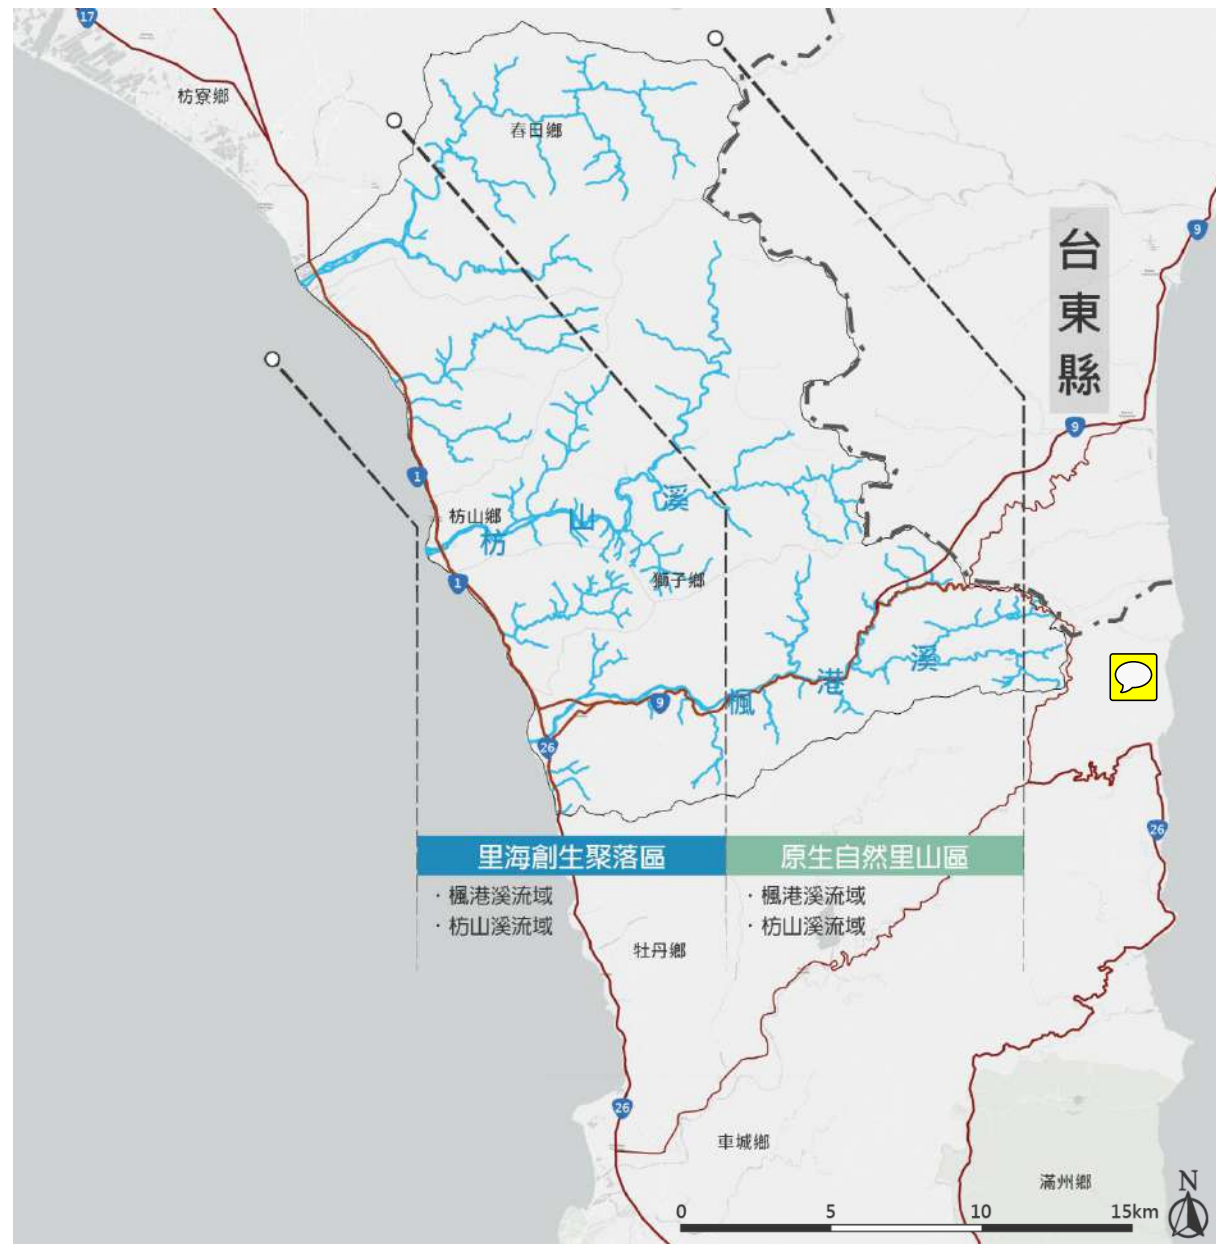 17
枋寮鄉
春日鄉
9
台東縣
9
1
枋山鄉
枋山溪
1
獅子鄉
楓港溪
9
26
里海創生聚落區
原生自然里山區
26
·楓港溪流域
·枋山溪流域
·楓港溪流域
·枋山溪流域
牡丹鄉
26
車城鄉
滿州鄉
N
0 5 10 15km